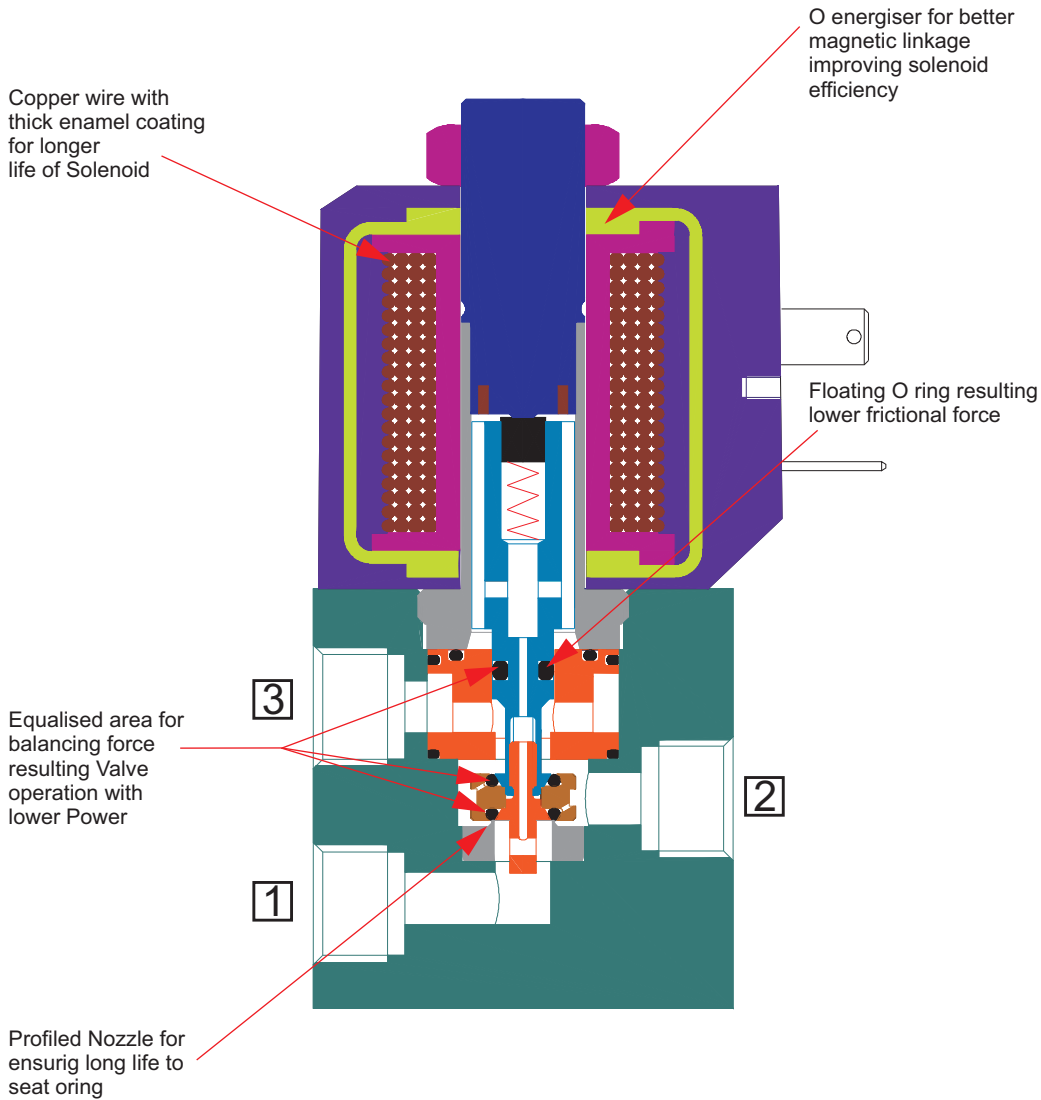 O energiser for better
magnetic linkage
improving solenoid
efficiency
Copper wire with
thick enamel coating
for longer
life of Solenoid
Floating O ring resulting
lower frictional force
3
Equalised area for
balancing force
resulting Valve
operation with
lower Power
2
1
Profiled Nozzle for
ensurig long life to
seat oring